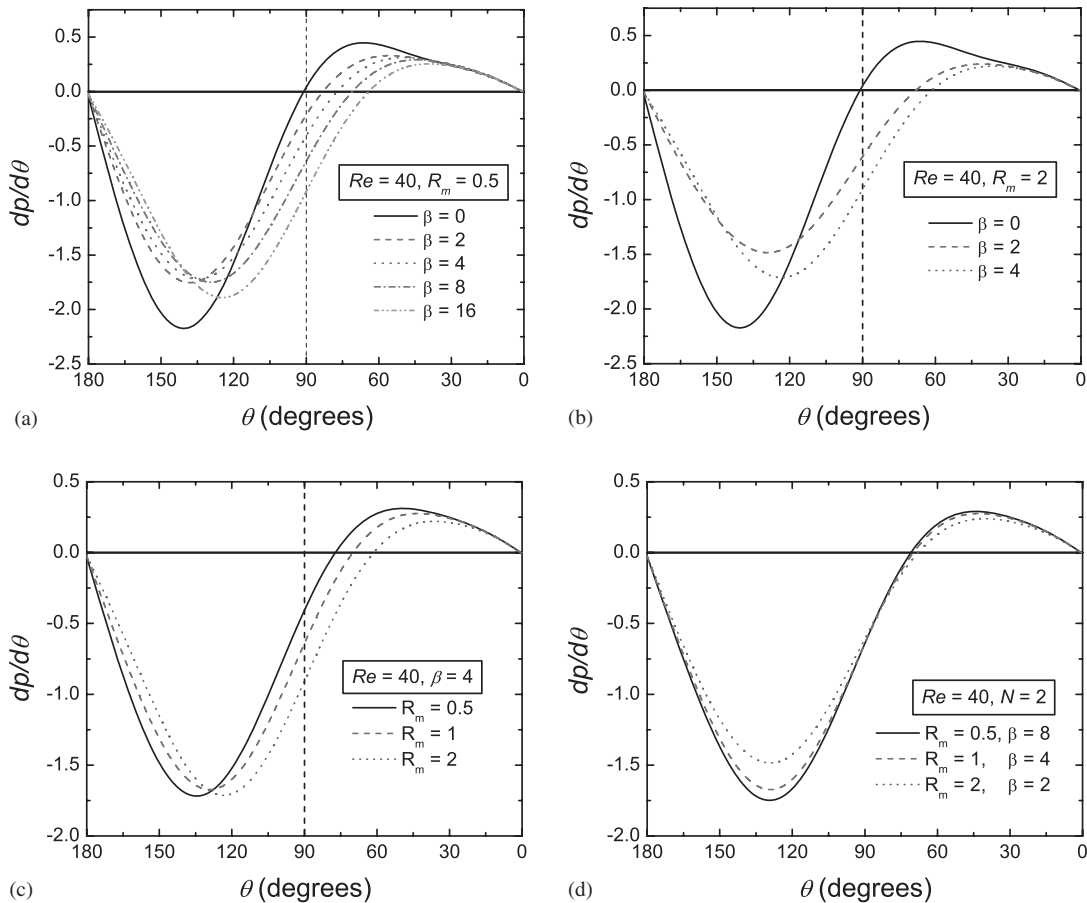 0.5
0.0
-0.5
-1.0
-1.5
-2.0
-2.5
dp/dθ
Re = 40, R_m = 0.5
β = 0
β = 2
β = 4
β = 8
β = 16
180 150 120 90 60 30 0
(a) θ (degrees)
0.5
0.0
-0.5
-1.0
-1.5
-2.0
-2.5
dp/dθ
Re = 40, R_m = 2
β = 0
β = 2
β = 4
180 150 120 90 60 30 0
(b) θ (degrees)
0.5
0.0
-0.5
-1.0
-1.5
-2.0
dp/dθ
Re = 40, β = 4
R_m = 0.5
R_m = 1
R_m = 2
180 150 120 90 60 30 0
(c) θ (degrees)
0.5
0.0
-0.5
-1.0
-1.5
-2.0
dp/dθ
Re = 40, N = 2
R_m = 0.5, β = 8
R_m = 1, β = 4
R_m = 2, β = 2
180 150 120 90 60 30 0
(d) θ (degrees)